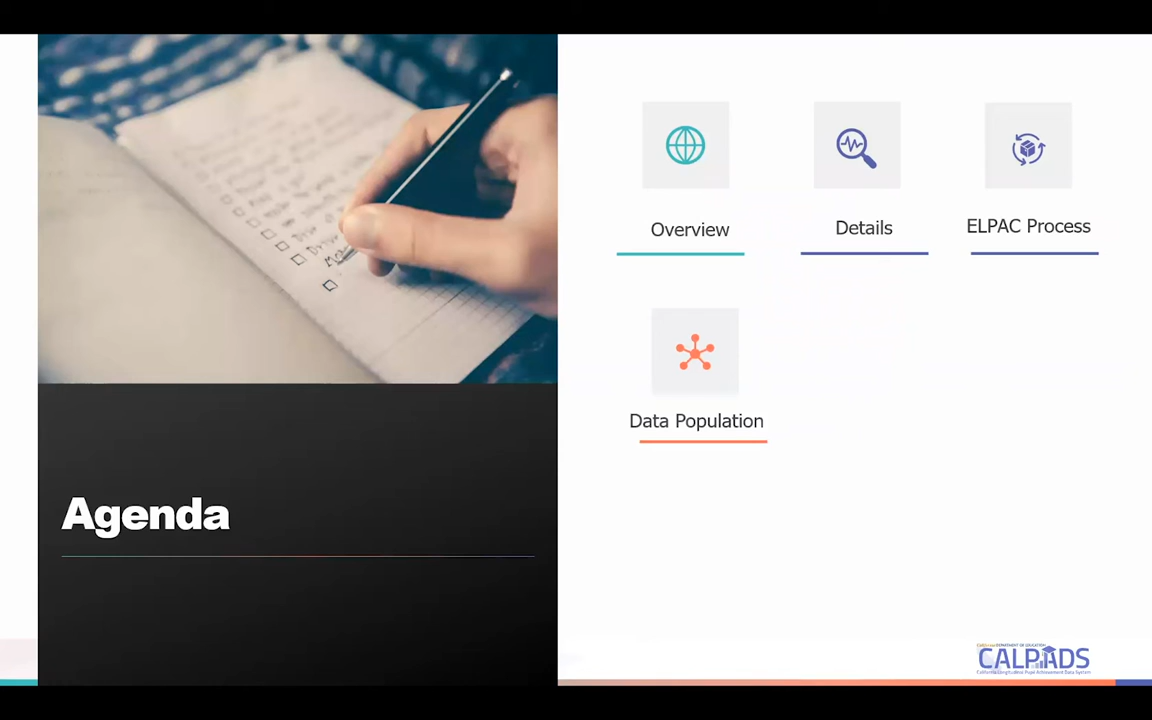 Agenda
Overview
Details
ELPAC Process
Data Population
CALPADS